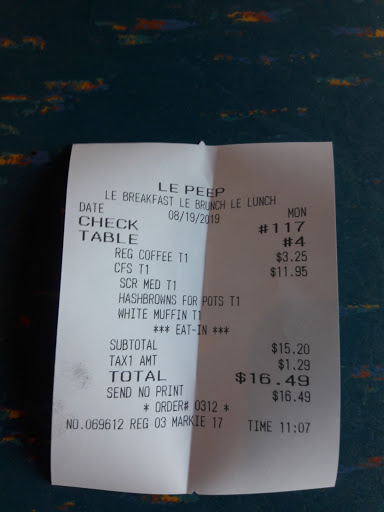 LE PEEP
LE BREAKFAST LE BRUNCH LE LUNCH
DATE 08/19/2019 MON
CHECK #117
TABLE #4
REG COFFEE T1 $3.25
CFS T1 $11.95
SCR MED T1
HASHBROWNS FOR POTS T1
WHITE MUFFIN T1
*** EAT-IN ***
SUBTOTAL $15.20
TAX1 AMT $1.29
TOTAL $16.49
SEND NO PRINT $16.49
* ORDER# 0312 *
NO.069612 REG 03 MARKIE 17 TIME 11:07